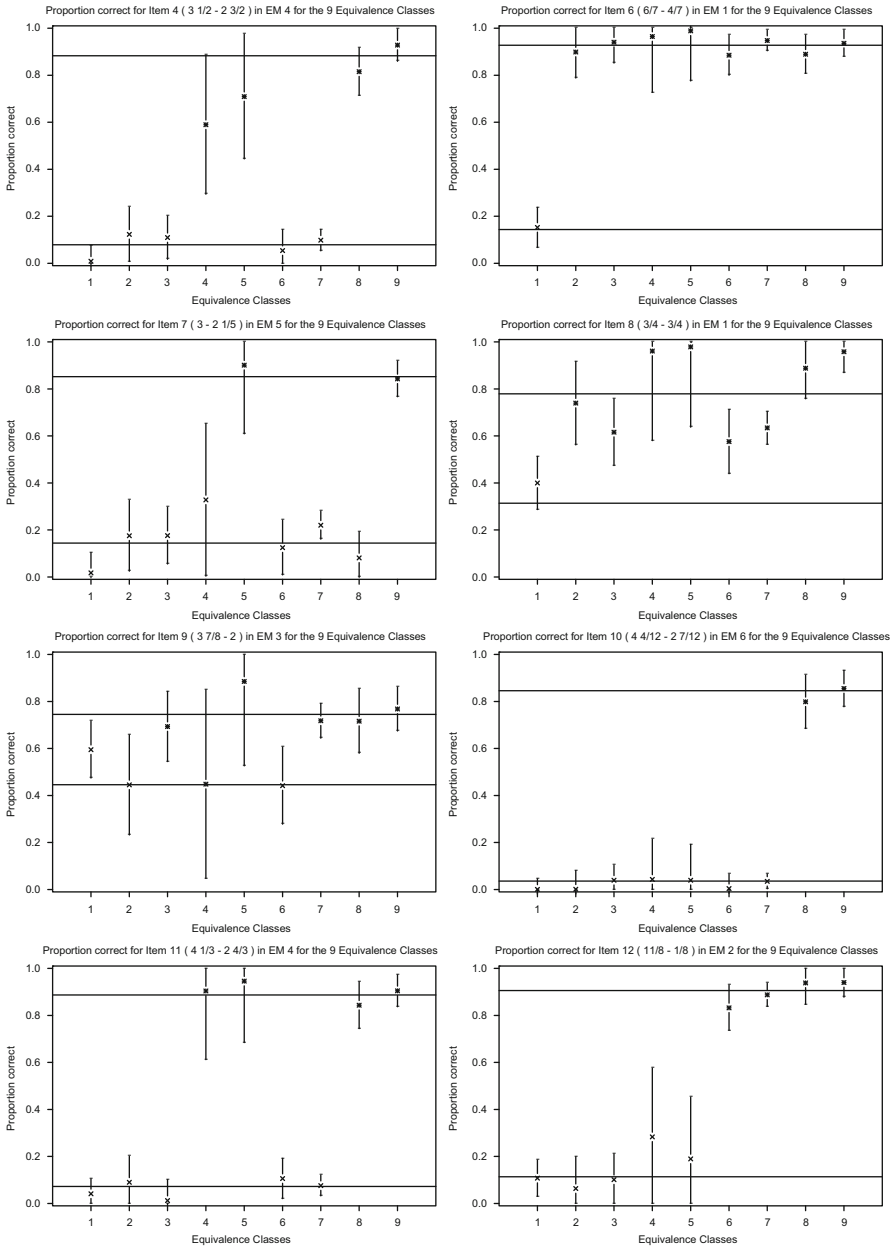 Proportion correct for Item 4 ( 3 1/2 - 2 3/2 ) in EM 4 for the 9 Equivalence Classes
1.0
0.8
0.6
0.4
0.2
0.0
Proportion correct
1 2 3 4 5 6 7 8 9
Equivalence Classes
Proportion correct for Item 6 ( 6/7 - 4/7 ) in EM 1 for the 9 Equivalence Classes
1.0
0.8
0.6
0.4
0.2
0.0
Proportion correct
1 2 3 4 5 6 7 8 9
Equivalence Classes
Proportion correct for Item 7 ( 3 - 2 1/5 ) in EM 5 for the 9 Equivalence Classes
1.0
0.8
0.6
0.4
0.2
0.0
Proportion correct
1 2 3 4 5 6 7 8 9
Equivalence Classes
Proportion correct for Item 8 ( 3/4 - 3/4 ) in EM 1 for the 9 Equivalence Classes
1.0
0.8
0.6
0.4
0.2
0.0
Proportion correct
1 2 3 4 5 6 7 8 9
Equivalence Classes
Proportion correct for Item 9 ( 3 7/8 - 2 ) in EM 3 for the 9 Equivalence Classes
1.0
0.8
0.6
0.4
0.2
0.0
Proportion correct
1 2 3 4 5 6 7 8 9
Equivalence Classes
Proportion correct for Item 10 ( 4 4/12 - 2 7/12 ) in EM 6 for the 9 Equivalence Classes
1.0
0.8
0.6
0.4
0.2
0.0
Proportion correct
1 2 3 4 5 6 7 8 9
Equivalence Classes
Proportion correct for Item 11 ( 4 1/3 - 2 4/3 ) in EM 4 for the 9 Equivalence Classes
1.0
0.8
0.6
0.4
0.2
0.0
Proportion correct
1 2 3 4 5 6 7 8 9
Equivalence Classes
Proportion correct for Item 12 ( 11/8 - 1/8 ) in EM 2 for the 9 Equivalence Classes
1.0
0.8
0.6
0.4
0.2
0.0
Proportion correct
1 2 3 4 5 6 7 8 9
Equivalence Classes